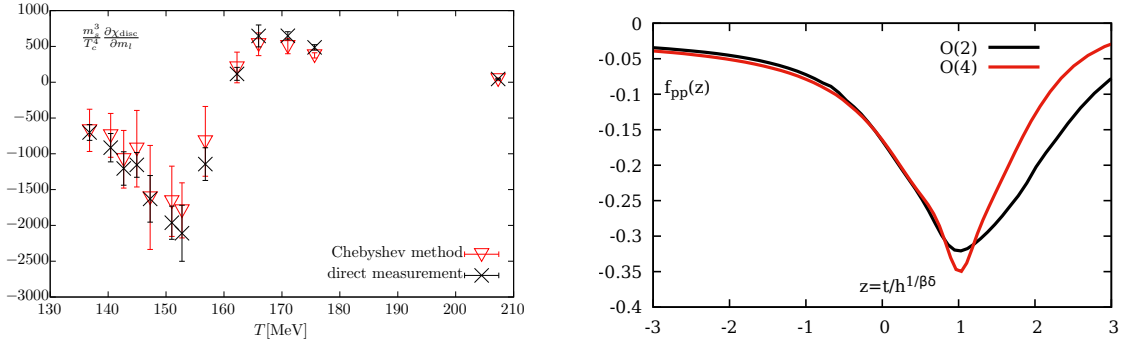 1000
500
0
−500
−1000
−1500
−2000
−2500
−3000
130 140 150 160 170 180 190 200 210
T[MeV]
m_s^3/T_c^4 ∂χ_disc/∂m_l
Chebyshev method
direct measurement
0
-0.05
-0.1
-0.15
-0.2
-0.25
-0.3
-0.35
-0.4
-3 -2 -1 0 1 2 3
f_pp(z)
O(2)
O(4)
z=t/h^1/βδ